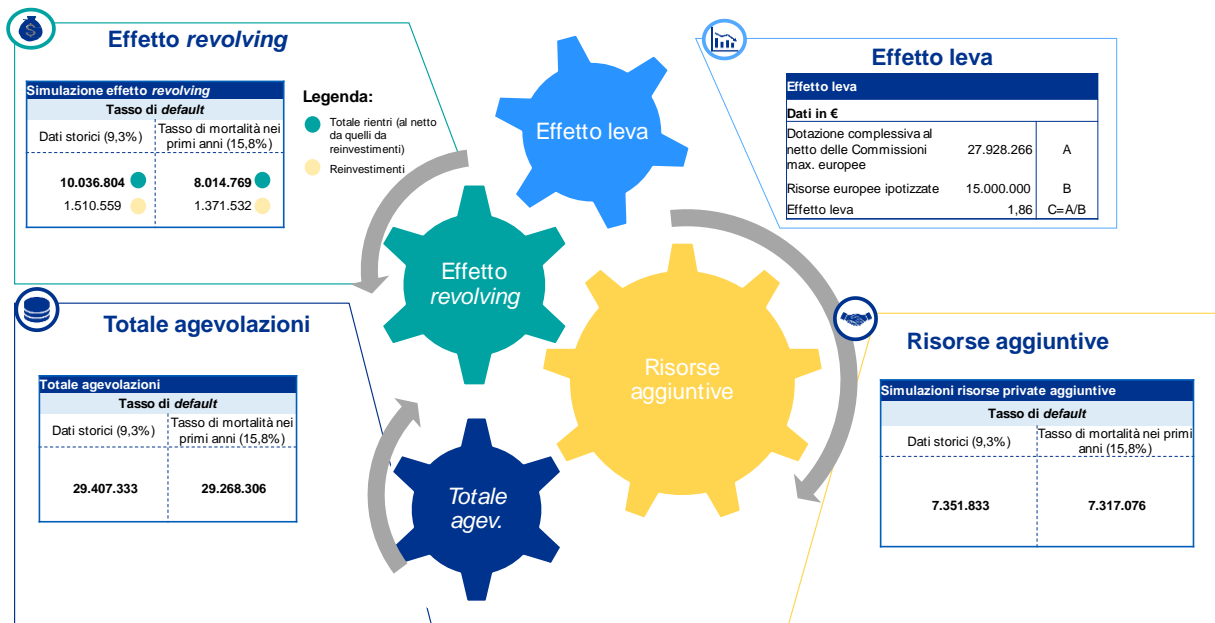 Effetto revolving
Simulazione effetto revolving
Tasso di default
Dati storici (9,3%)
Tasso di mortalità nei
primi anni (15,8%)
10.036.804
8.014.769
1.510.559
1.371.532
Legenda:
Totale rientri (al netto
da quelli da
reinvestimenti)
Reinvestimenti
Effetto leva
Effetto leva
Effetto leva
Dati in €
Dotazione complessiva al
netto delle Commissioni
max. europee
27.928.266
A
Risorse europee ipotizzate
15.000.000
B
Effetto leva
1,86
C=A/B
Effetto
revolving
Risorse
aggiuntive
Totale
agev.
Totale agevolazioni
Totale agevolazioni
Tasso di default
Dati storici (9,3%)
Tasso di mortalità nei
primi anni (15,8%)
29.407.333
29.268.306
Risorse aggiuntive
Simulazioni risorse private aggiuntive
Tasso di default
Dati storici (9,3%)
Tasso di mortalità nei primi
anni (15,8%)
7.351.833
7.317.076